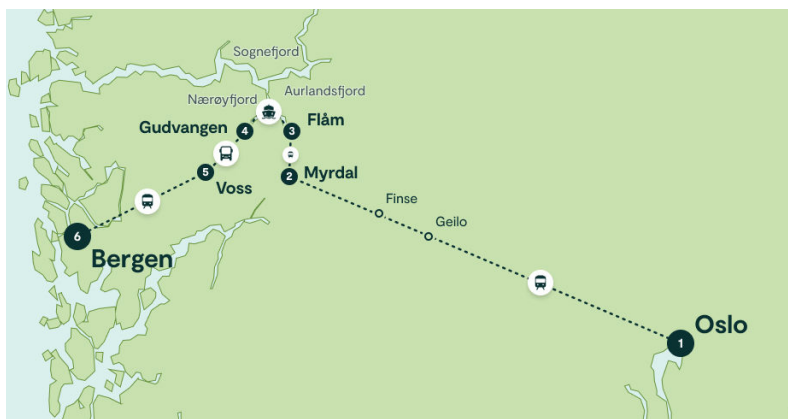 Sognefjord
Nærøyfjord
Aurlandsfjord
Gudvangen
4
3
Flåm
5
Voss
2
Myrdal
Finse
Geilo
6
Bergen
1
Oslo